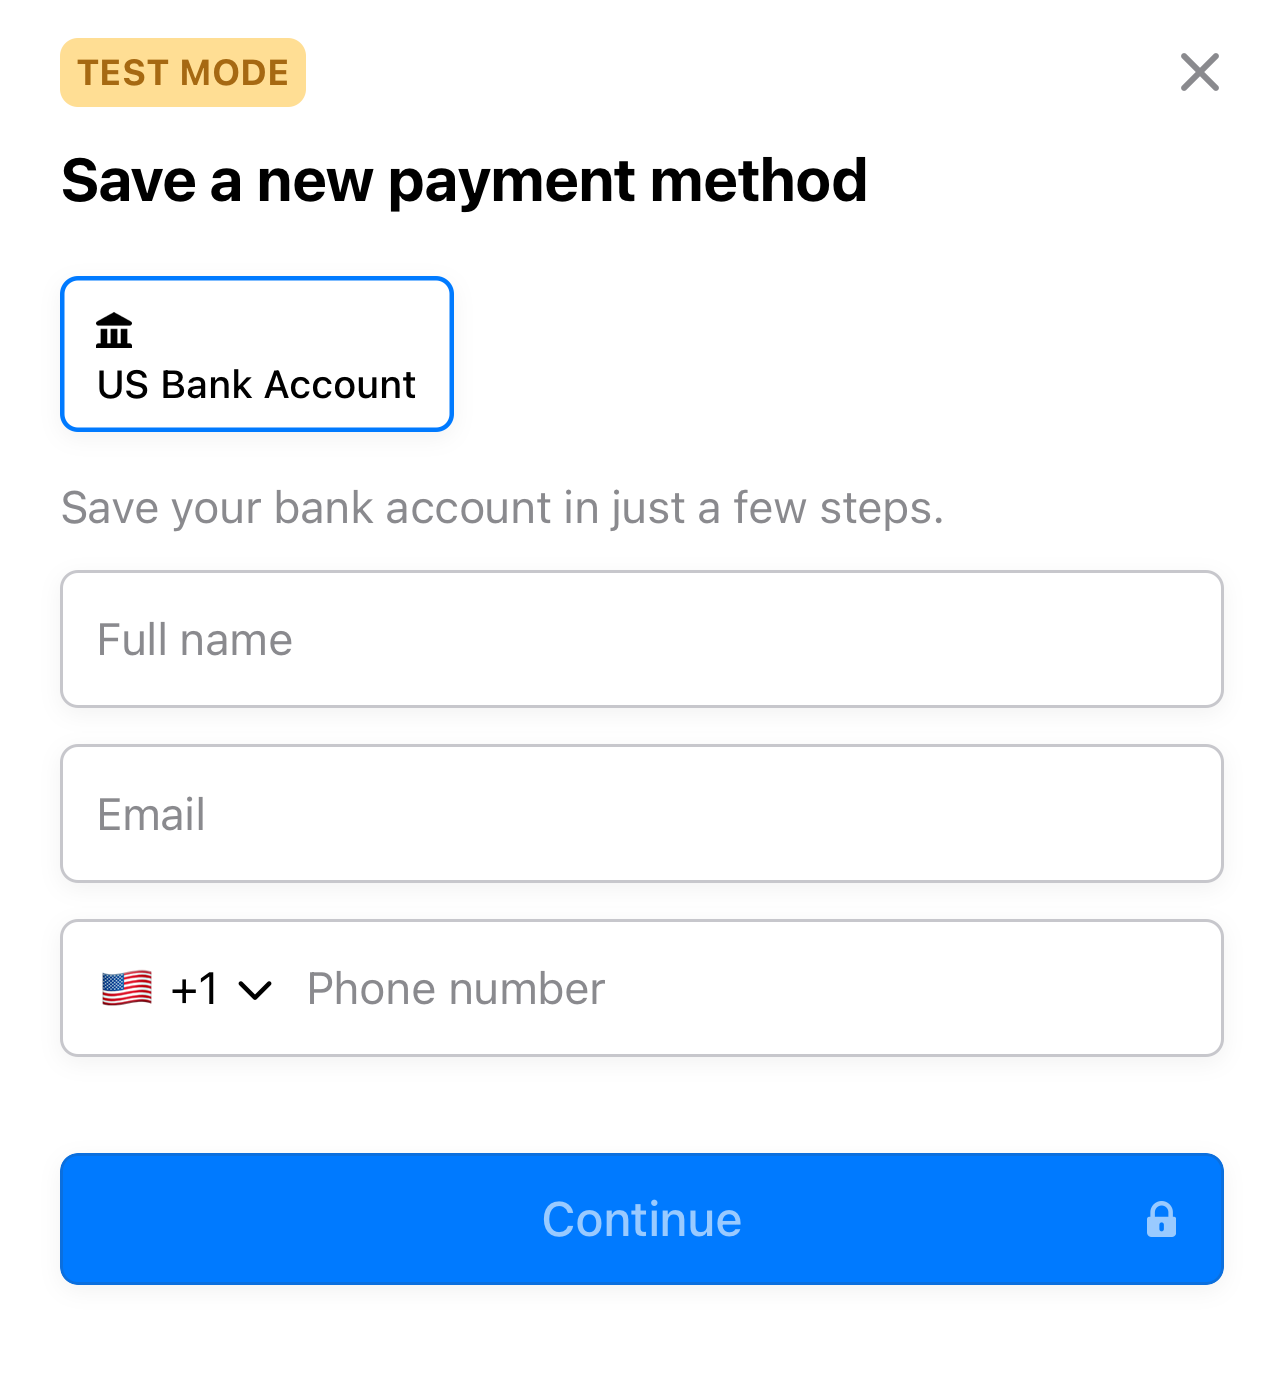 TEST MODE
Save a new payment method
US Bank Account
Save your bank account in just a few steps.
Full name
Email
+1 Phone number
Continue